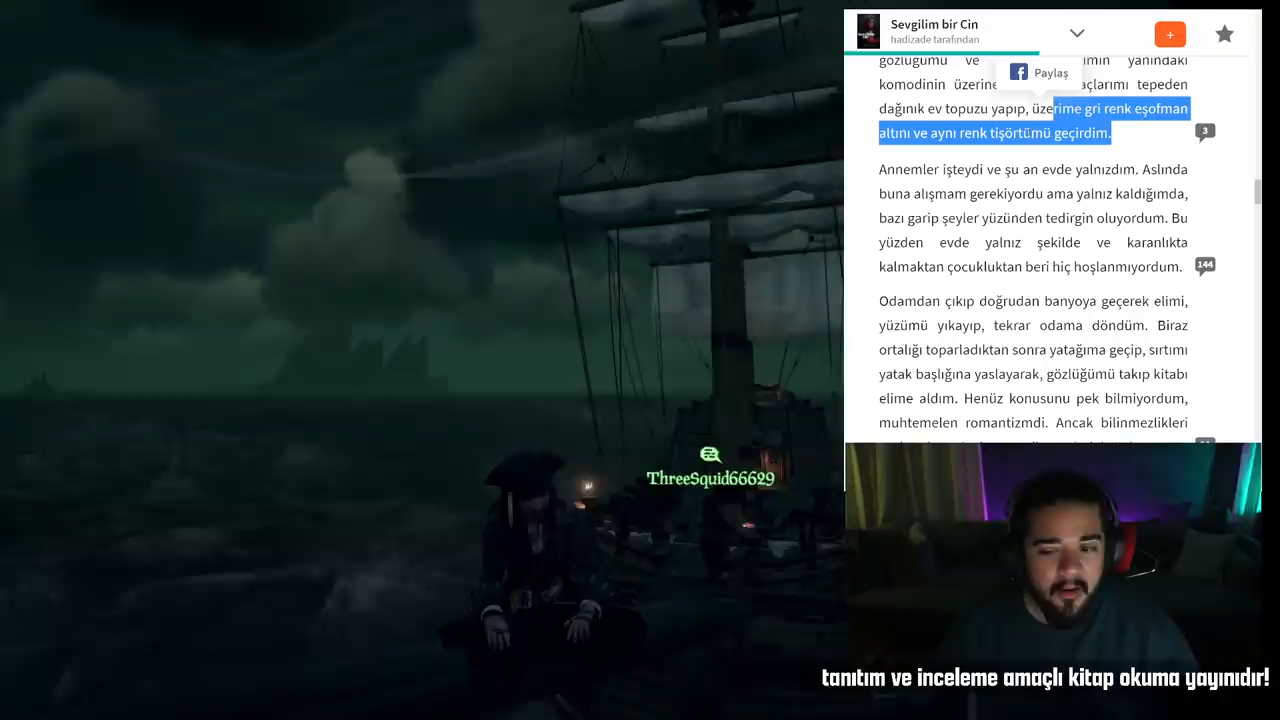 Sevgilim bir Cin
hadizade tarafından
+
gözlüğümü ve imin yanındaki
Paylaş
komodinin üzerine açlarımı tepeden
dağınık ev topuzu yapıp, üzerime gri renk eşofman
altını ve aynı renk tişörtümü geçirdim.
3
Annemler işteydi ve şu an evde yalnızdım. Aslında
buna alışmam gerekiyordu ama yalnız kaldığımda,
bazı garip şeyler yüzünden tedirgin oluyordum. Bu
yüzden evde yalnız şekilde ve karanlıkta
kalmaktan çocukluktan beri hiç hoşlanmıyordum.
144
Odamdan çıkıp doğrudan banyoya geçerek elimi,
yüzümü yıkayıp, tekrar odama döndüm. Biraz
ortalığı toparladıktan sonra yatağıma geçip, sırtımı
yatak başlığına yaslayarak, gözlüğümü takıp kitabı
elime aldım. Henüz konusunu pek bilmiyordum,
muhtemelen romantizmdi. Ancak bilinmezlikleri
ThreeSquid66629
tanıtım ve inceleme amaçlı kitap okuma yayınıdır!